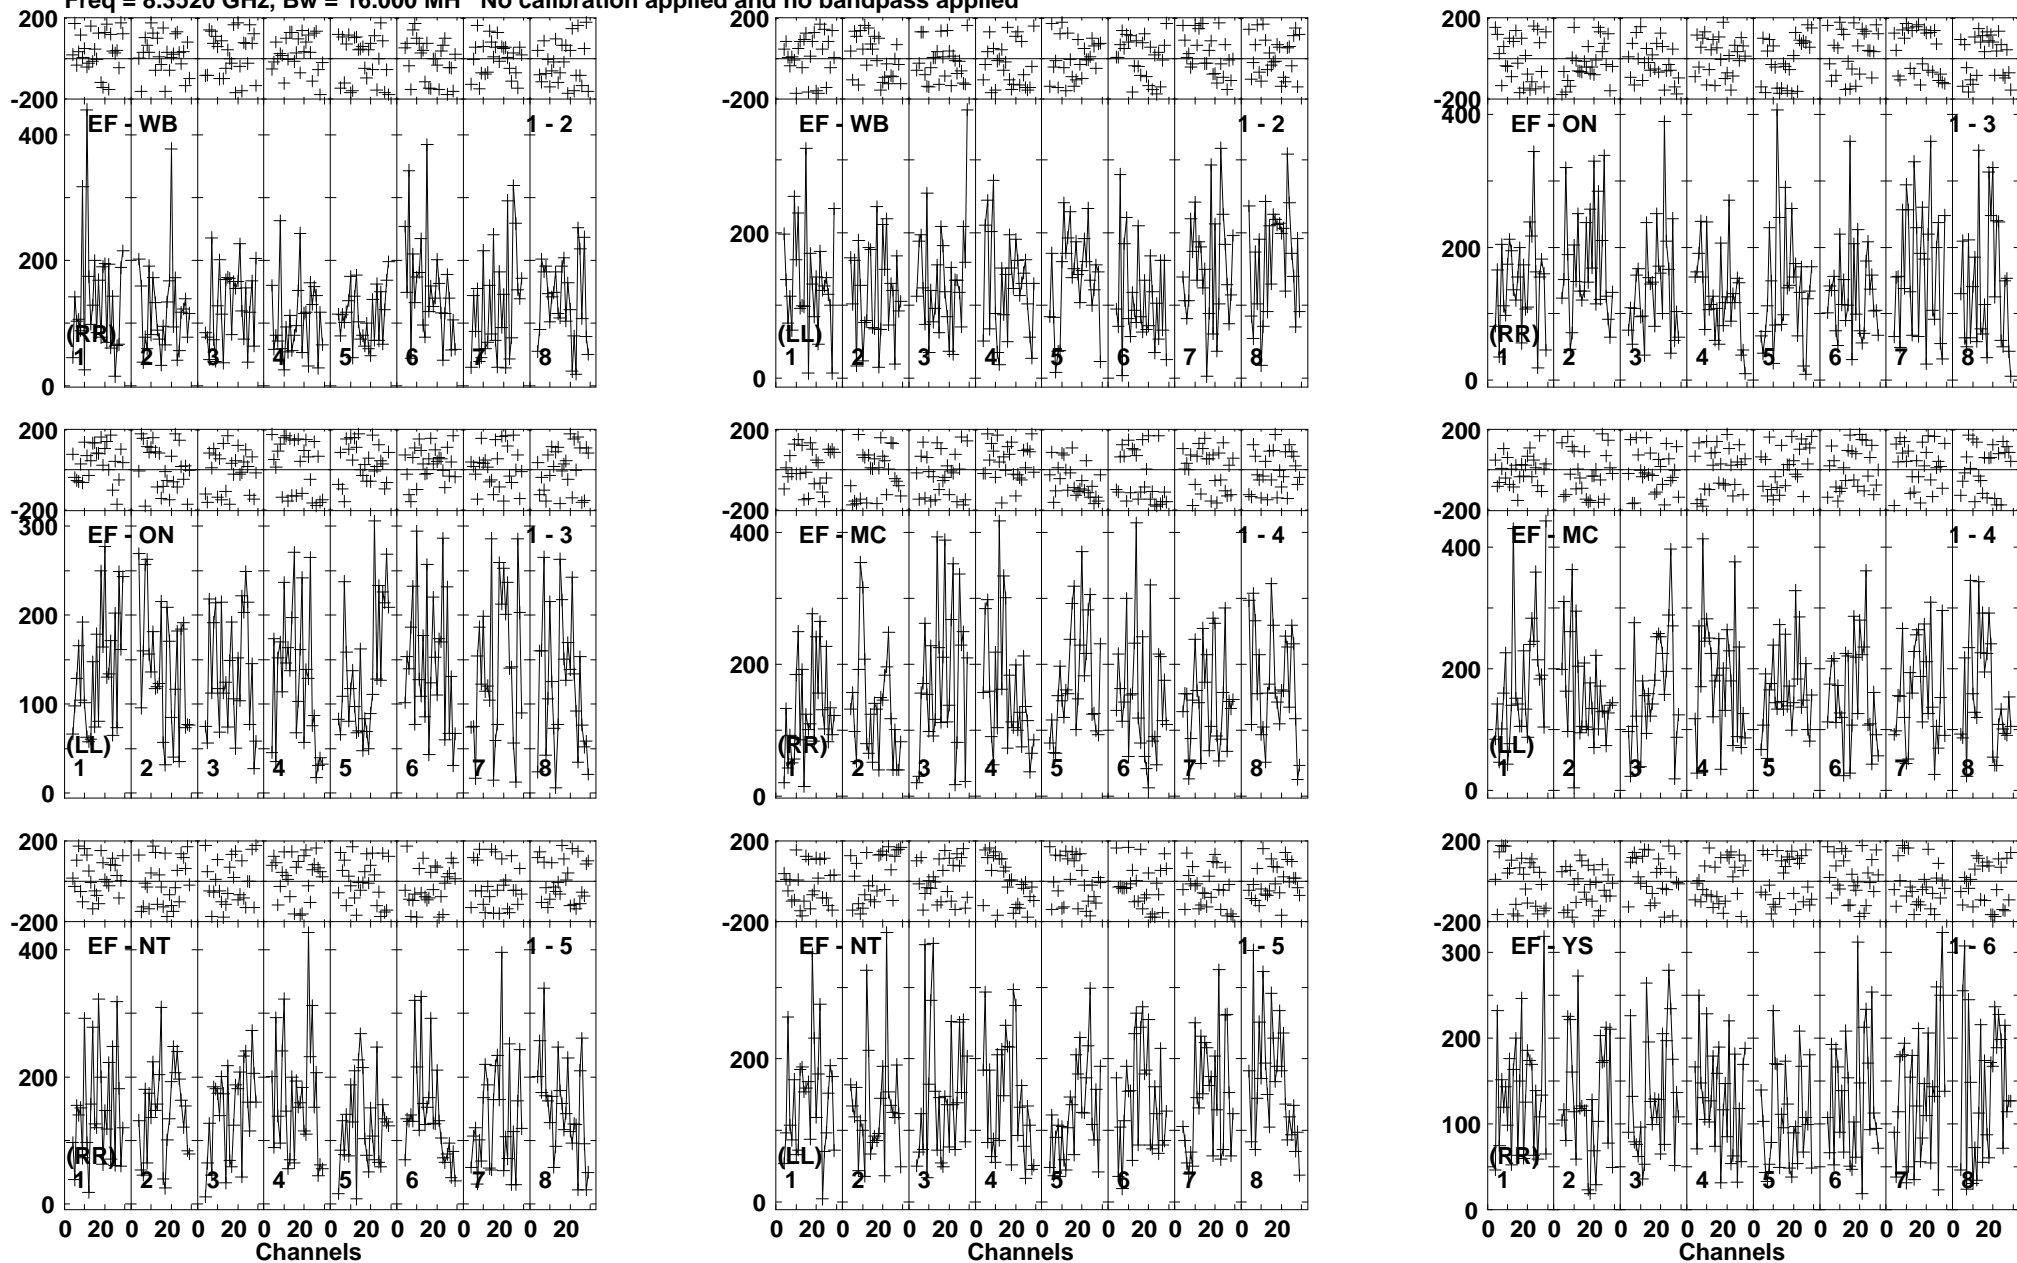 Freq = 8.3520 GHz, Bw = 16.000 MH No calibration applied and no bandpass applied
200 200 200
-200 -200 -200
EF - WB 1 - 2 EF - WB 1 - 2 EF - ON 1 - 3
400 400
200 200 200
(RR) (LL) (RR)
1 2 3 4 5 6 7 8 1 2 3 4 5 6 7 8 1 2 3 4 5 6 7 8
0 0 0
200 200 200
-200 -200 -200
300
EF - ON 1 - 3 EF - MC 1 - 4 EF - MC 1 - 4
400 400
200 200 200
100
(LL) (RR) (LL)
1 2 3 4 5 6 7 8 1 2 3 4 5 6 7 8 1 2 3 4 5 6 7 8
0 0 0
200 200 200
-200 -200 -200
EF - NT 1 - 5 EF - NT 1 - 5 EF - YS 1 - 6
400 300
200 200 200
100
(RR) (LL) (RR)
1 2 3 4 5 6 7 8 1 2 3 4 5 6 7 8 1 2 3 4 5 6 7 8
0 0 0
0 20 0 20 0 20 0 20 0 20 0 20 0 20 0 20 0 20 0 20 0 20 0 20 0 20 0 20 0 20 0 20 0 20 0 20 0 20 0 20 0 20 0 20 0 20 0 20
Channels Channels Channels